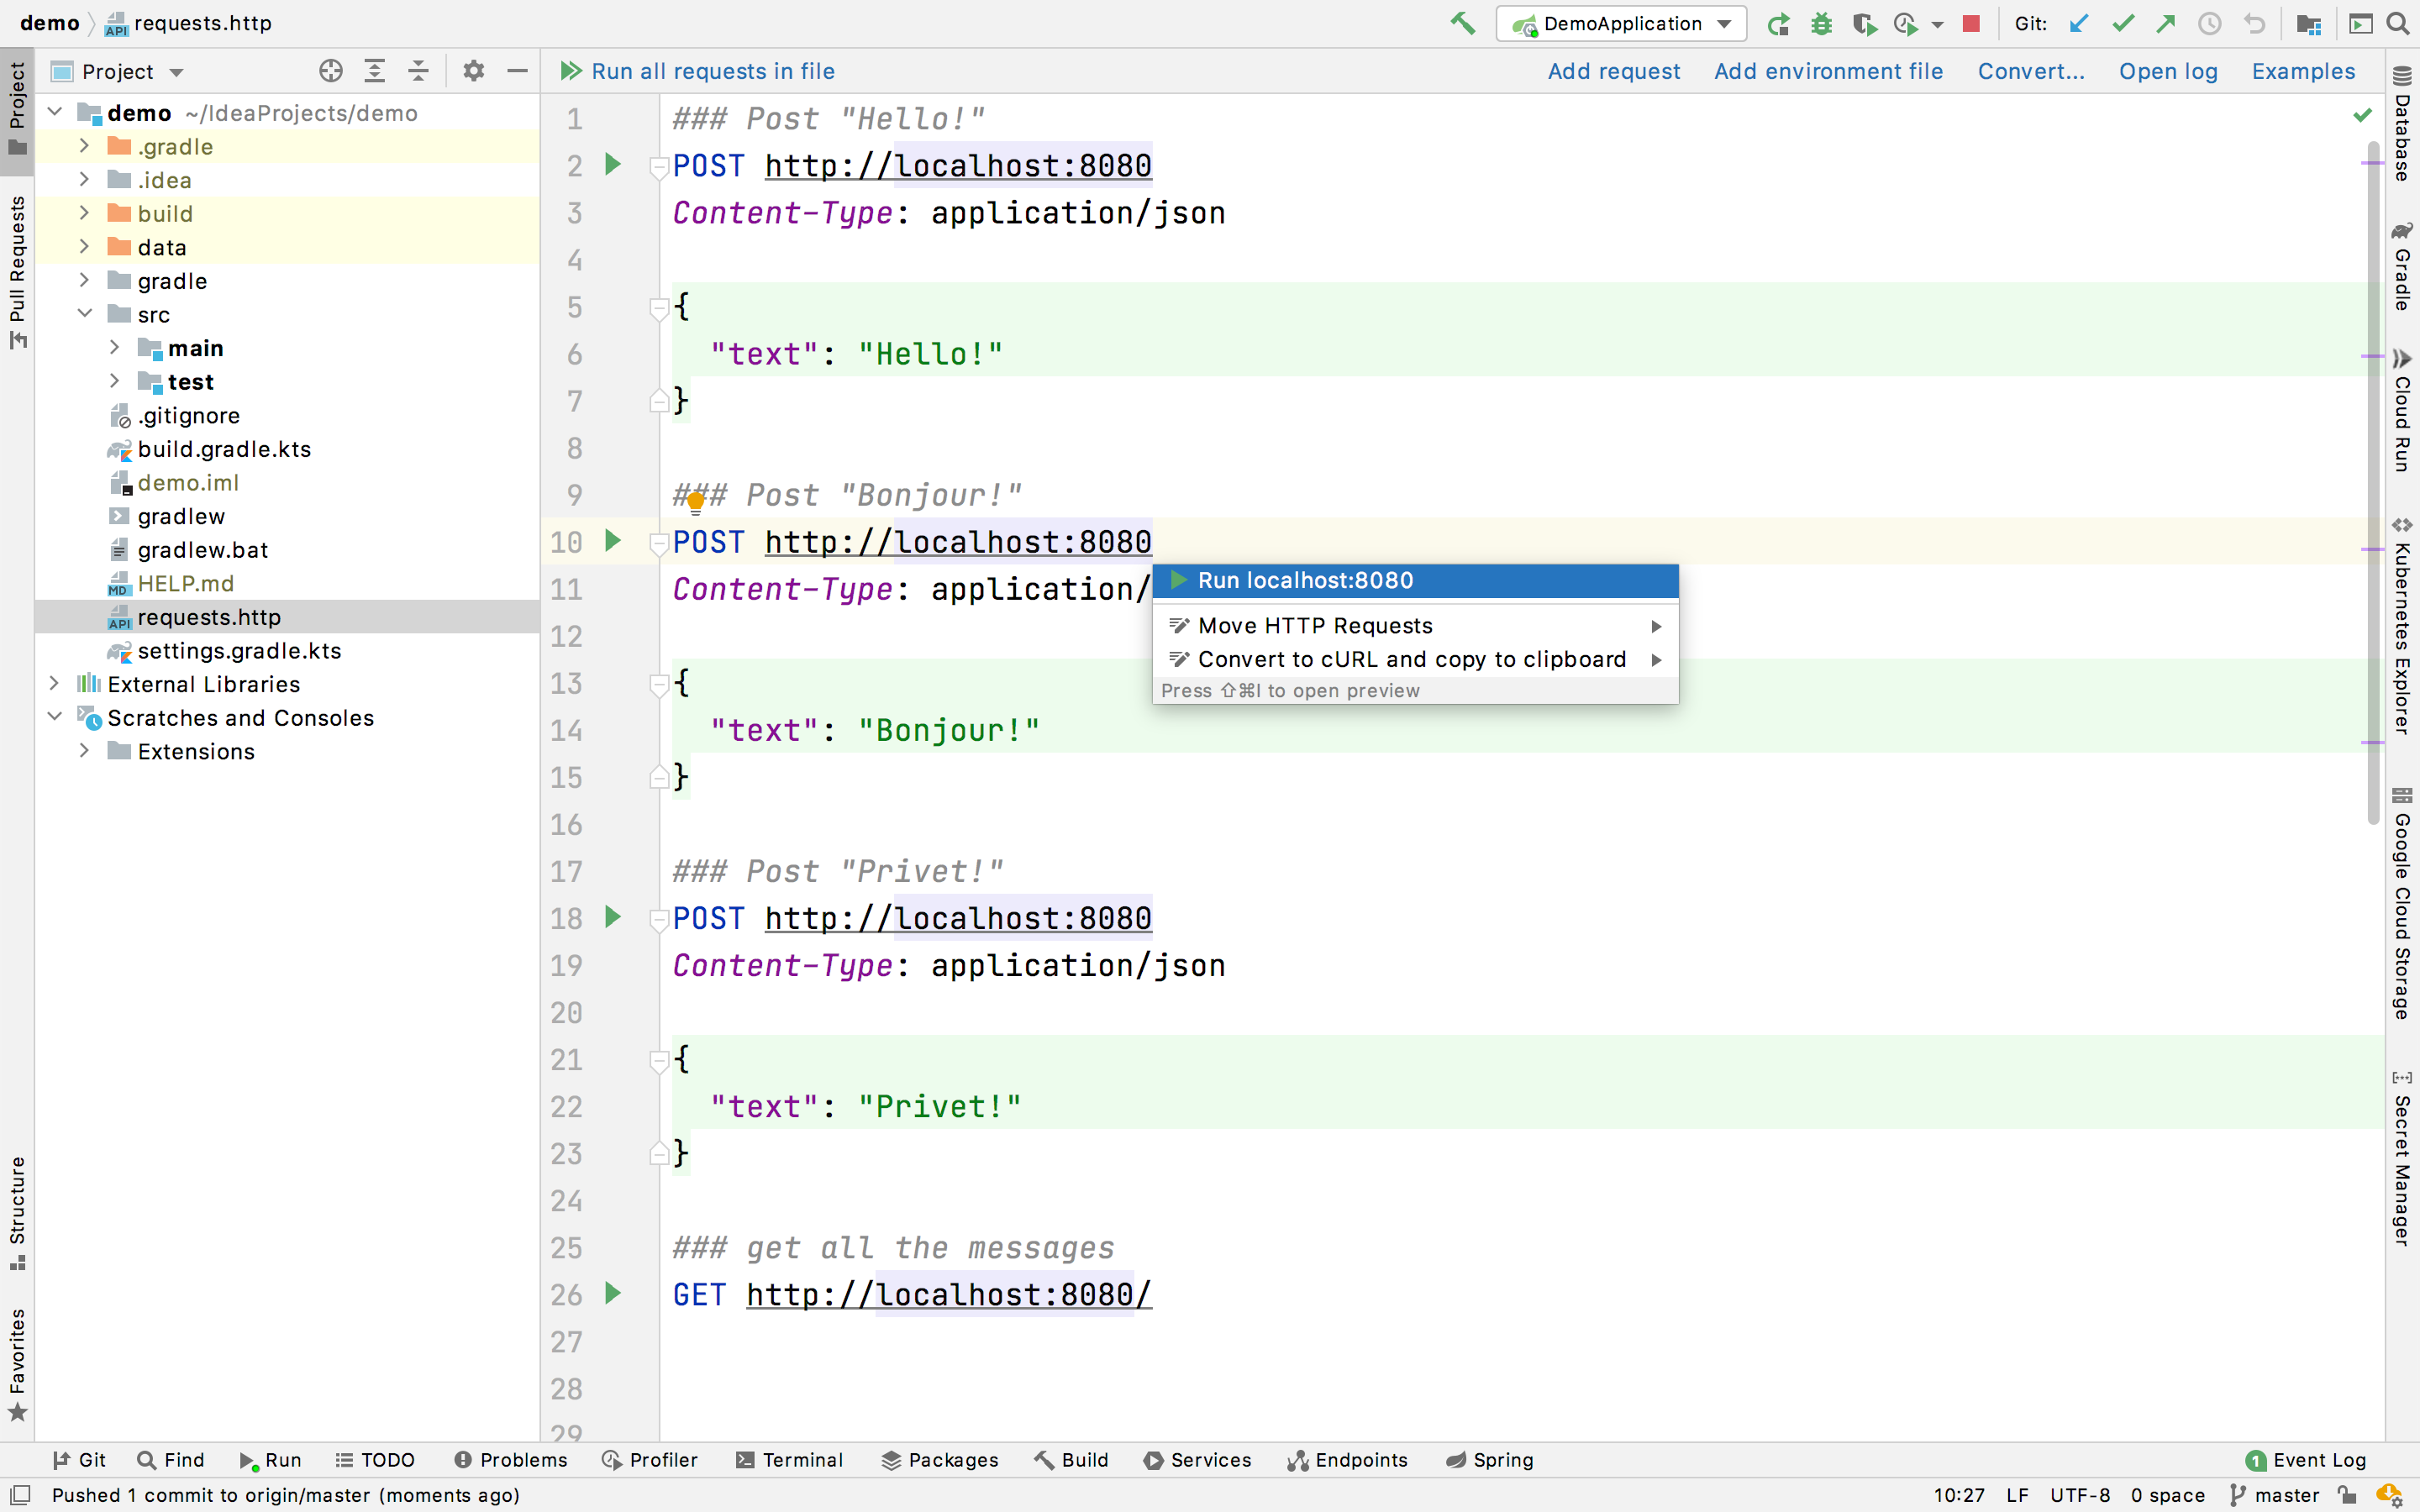 demo requests.http DemoApplication Git:
Project
Run all requests in file Add request Add environment file Convert... Open log Examples
Project
Pull Requests
Structure
Favorites
demo ~/IdeaProjects/demo
.gradle
.idea
build
data
gradle
src
main
test
.gitignore
build.gradle.kts
demo.iml
gradlew
gradlew.bat
HELP.md
requests.http
settings.gradle.kts
External Libraries
Scratches and Consoles
Extensions
1 ### Post "Hello!"
2 POST http://localhost:8080
3 Content-Type: application/json
4
5 {
6 "text": "Hello!"
7 }
8
9 ### Post "Bonjour!"
10 POST http://localhost:8080
11 Content-Type: application/
12
13 {
14 "text": "Bonjour!"
15 }
16
17 ### Post "Privet!"
18 POST http://localhost:8080
19 Content-Type: application/json
20
21 {
22 "text": "Privet!"
23 }
24
25 ### get all the messages
26 GET http://localhost:8080/
27
28
29
Run localhost:8080
Move HTTP Requests
Convert to cURL and copy to clipboard
Press ⇧⌘I to open preview
Database
Gradle
Cloud Run
Kubernetes Explorer
Google Cloud Storage
Secret Manager
Git Find Run TODO Problems Profiler Terminal Packages Build Services Endpoints Spring 1 Event Log
Pushed 1 commit to origin/master (moments ago) 10:27 LF UTF-8 0 space master